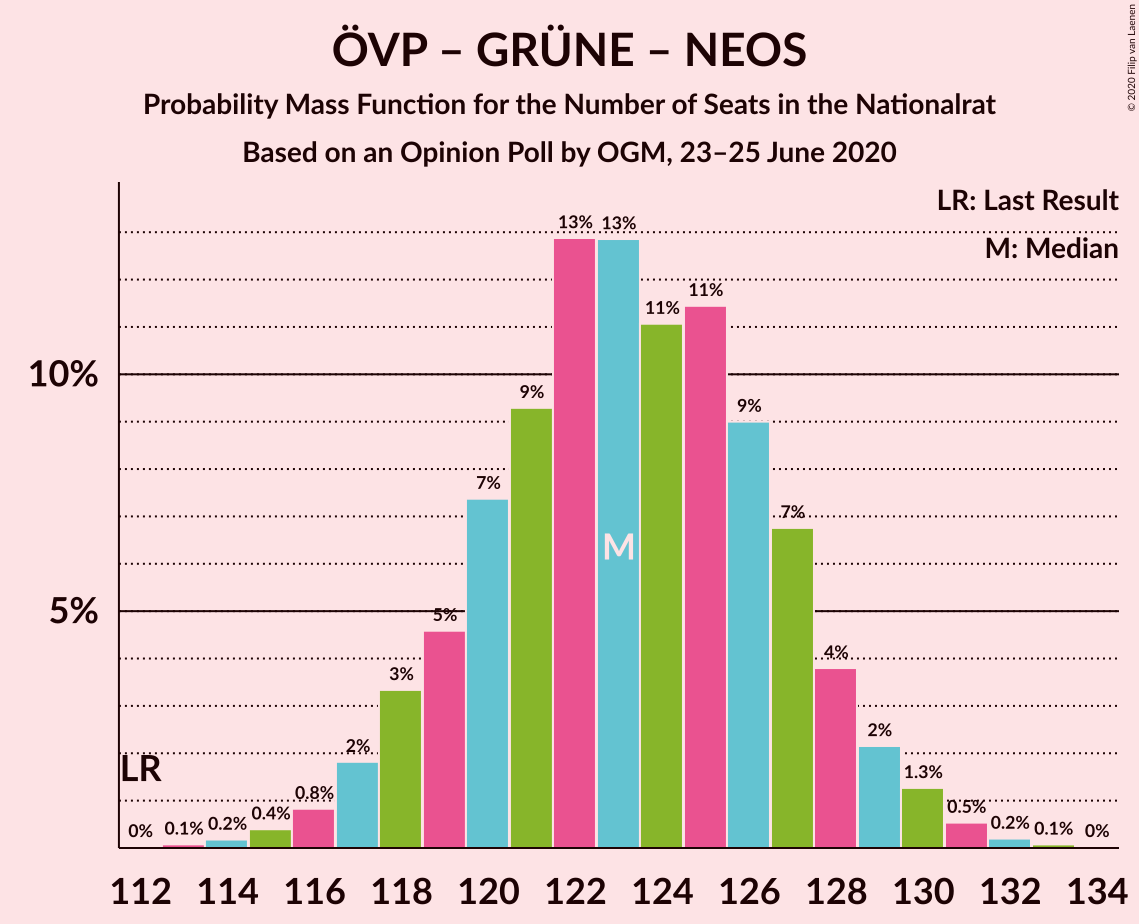 ÖVP – GRÜNE – NEOS
Probability Mass Function for the Number of Seats in the Nationalrat
Based on an Opinion Poll by OGM, 23–25 June 2020
© 2020 Filip van Laenen
LR: Last Result
M: Median
13% 13%
11% 11%
10%
9% 9%
7% 7%
M
5%
5%
4%
3%
2% 2%
LR
0% 0.1% 0.2% 0.4% 0.8% 1.3% 0.5% 0.2% 0.1% 0%
112 114 116 118 120 122 124 126 128 130 132 134